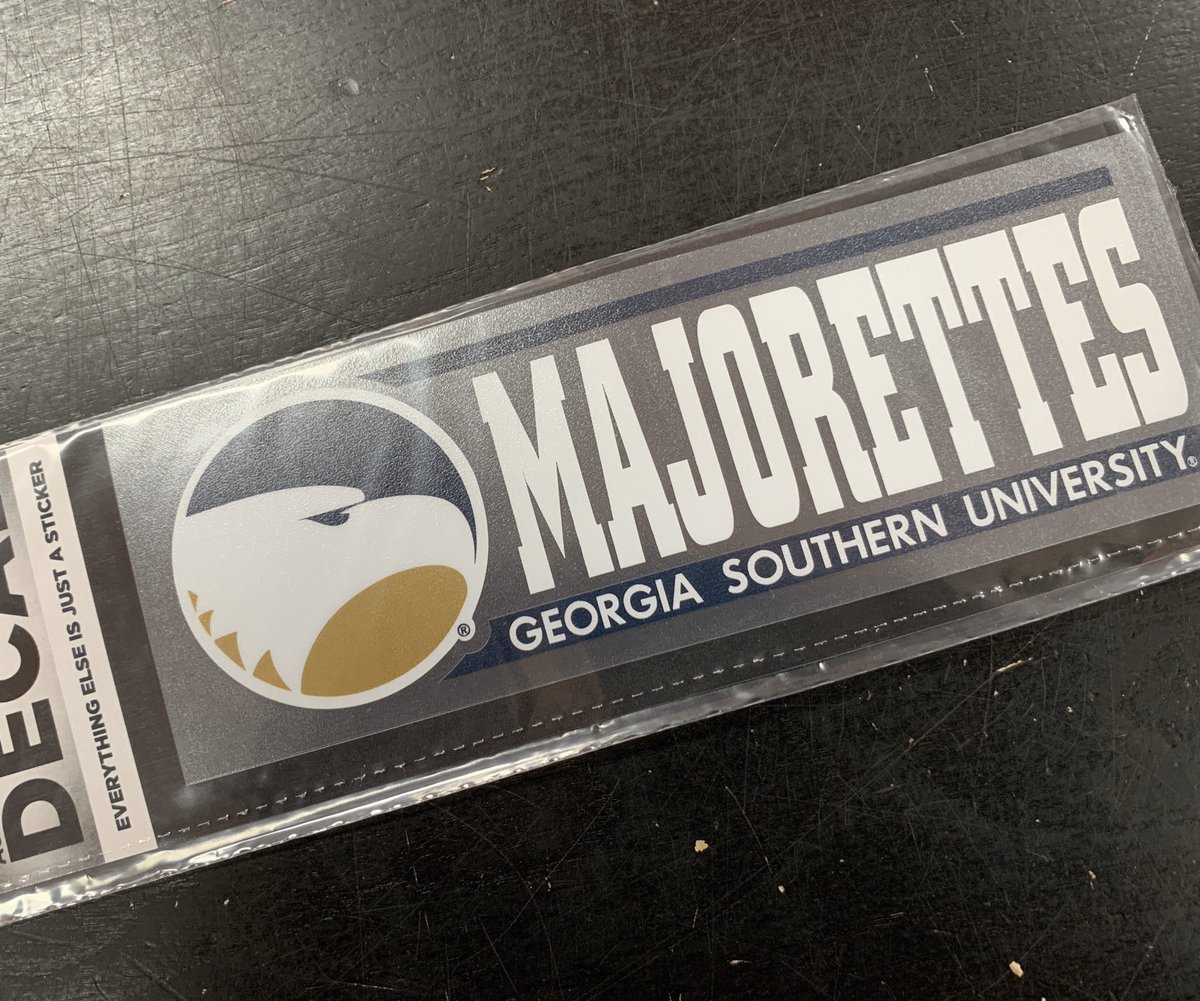 MAJORETTES
GEORGIA SOUTHERN UNIVERSITY®
®
EVERYTHING ELSE IS JUST A STICKER